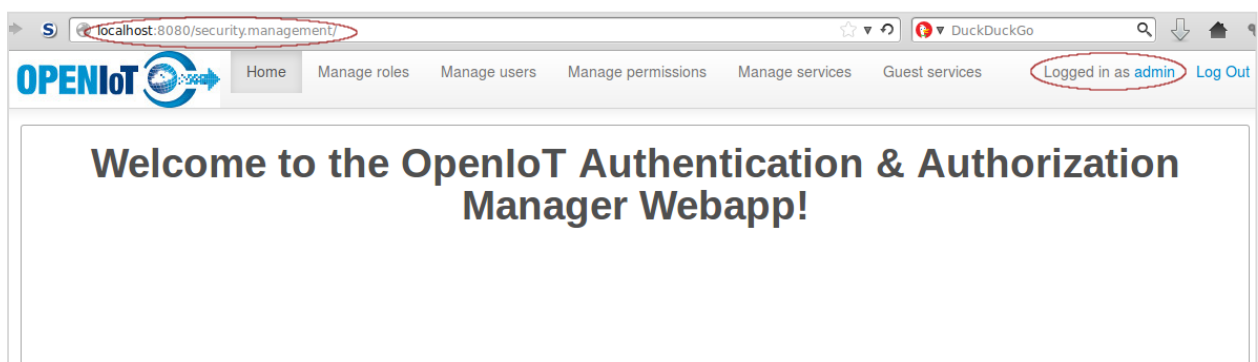 S localhost:8080/security.management/ DuckDuckGo
OPENIoT Home Manage roles Manage users Manage permissions Manage services Guest services Logged in as admin Log Out
Welcome to the OpenIoT Authentication & Authorization
Manager Webapp!